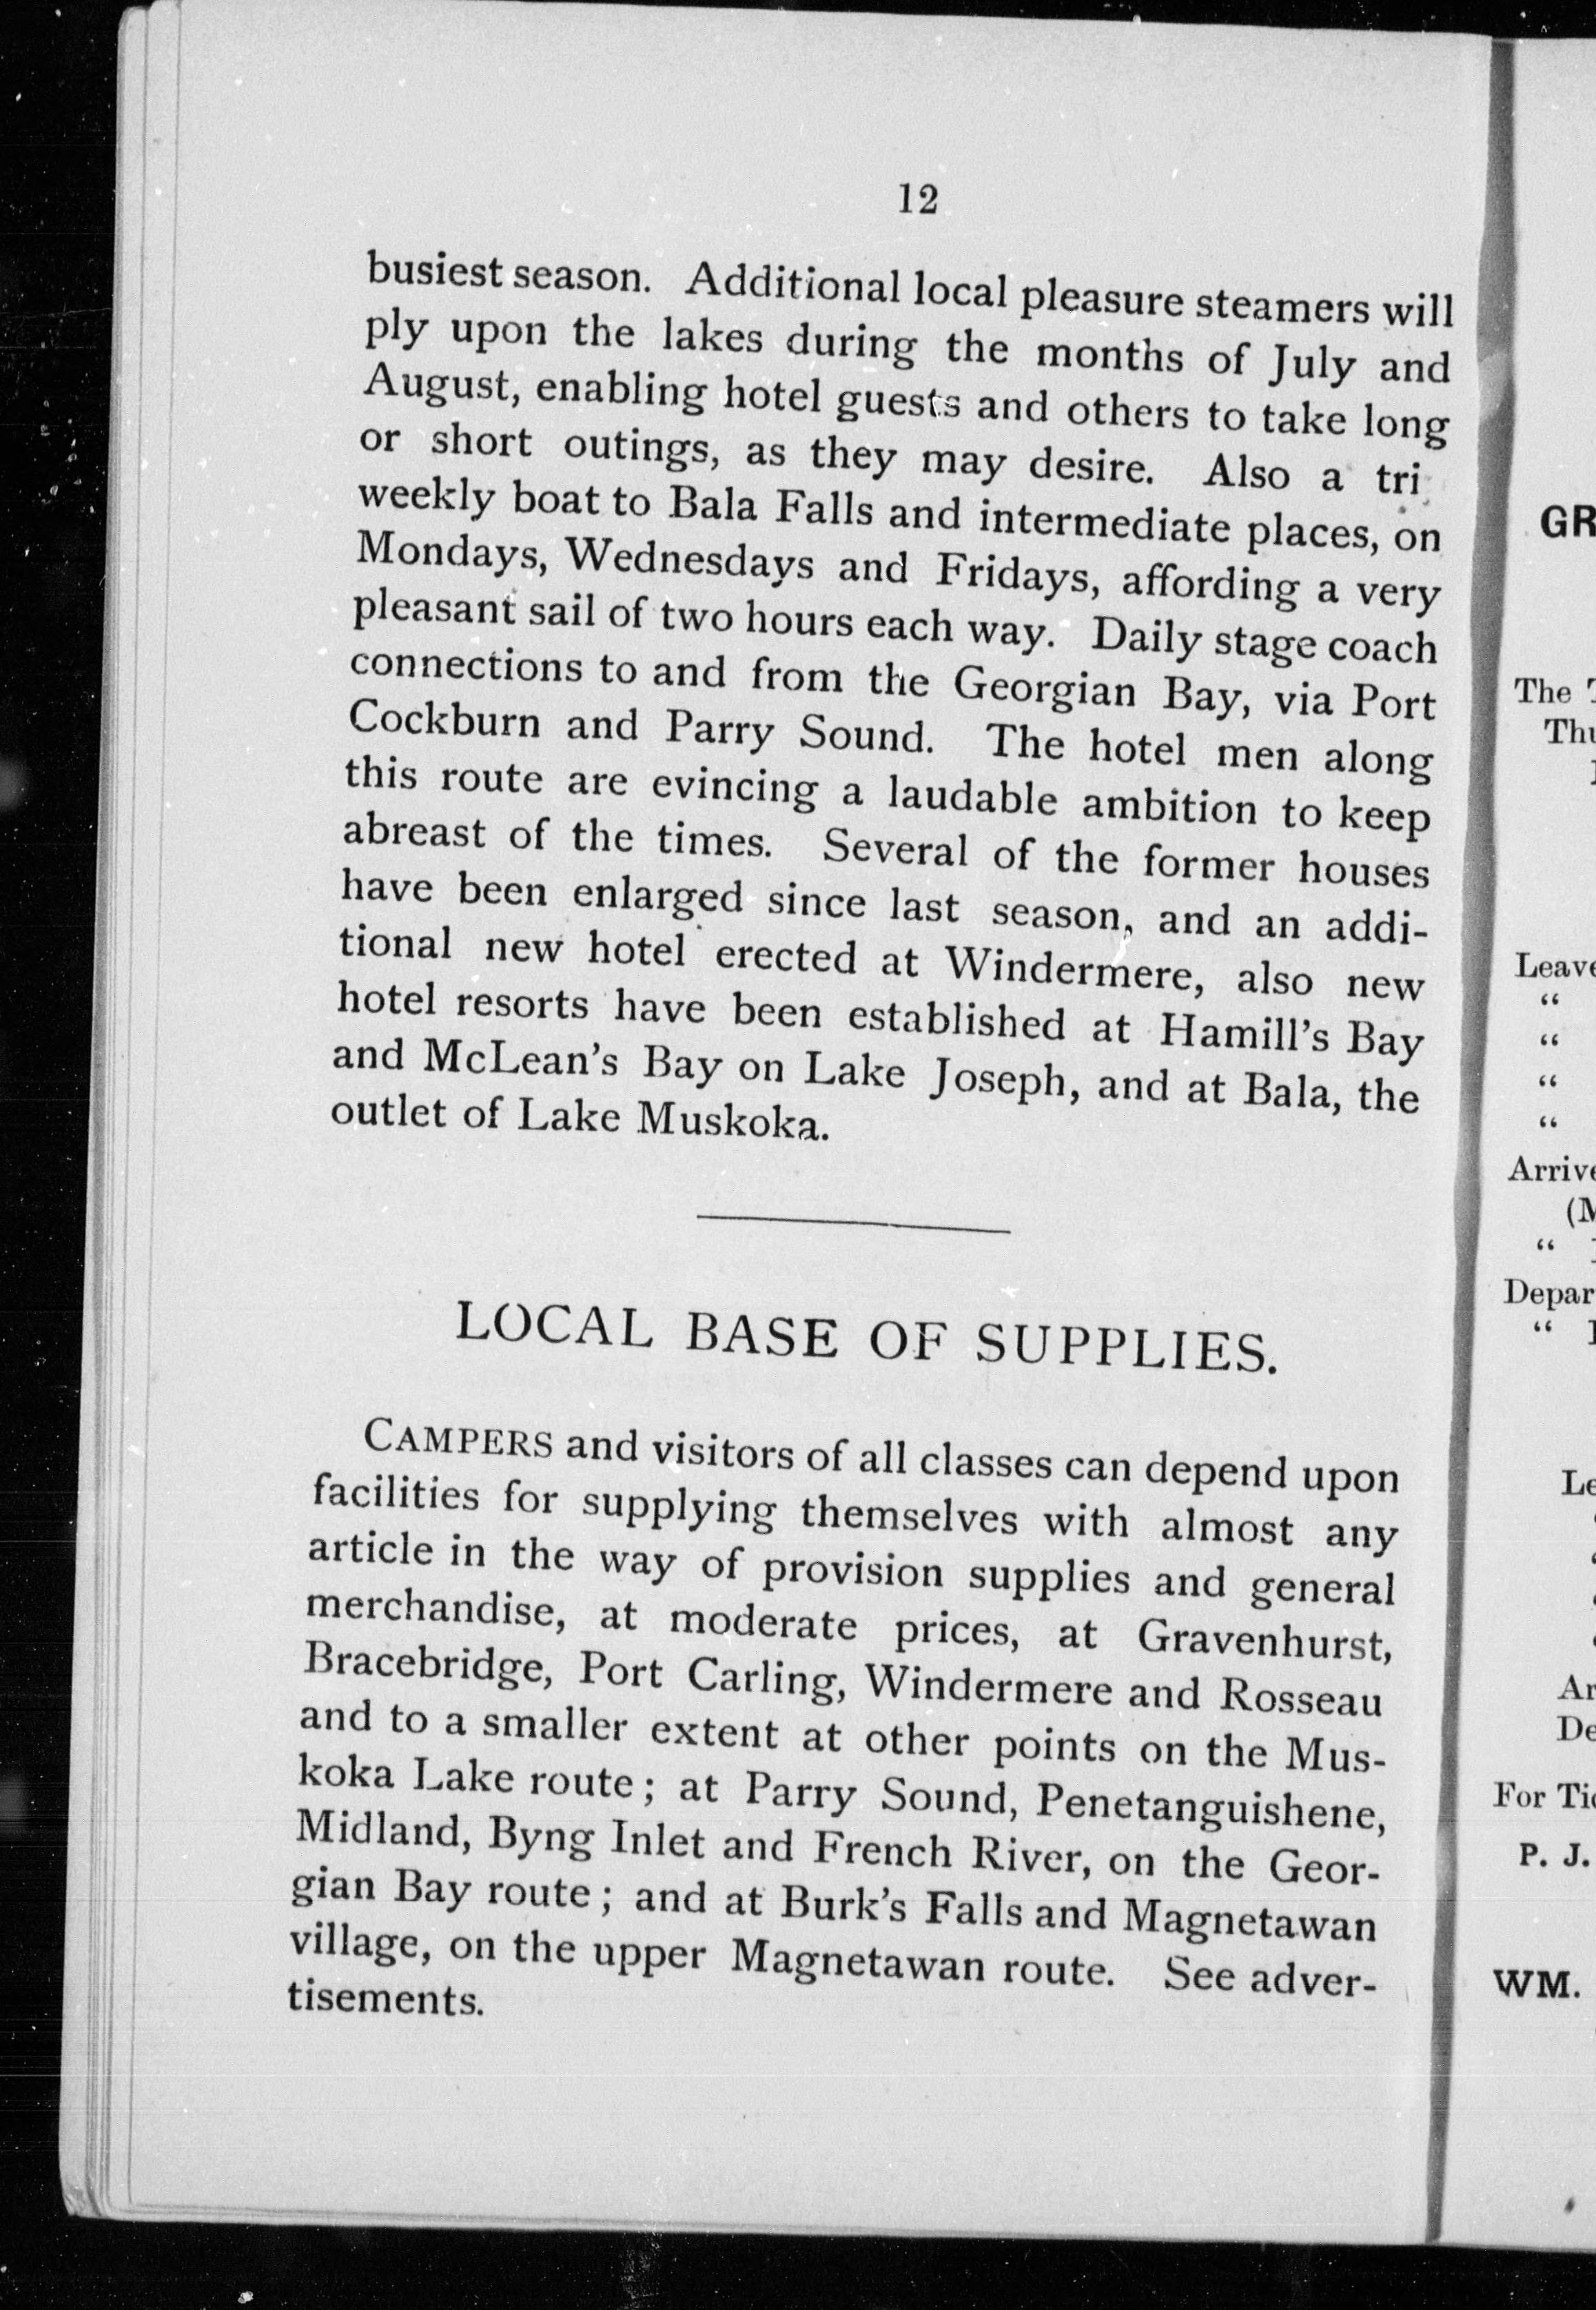 12
busiest season. Additional local pleasure steamers will
ply upon the lakes during the months of July and
August, enabling hotel guests and others to take long
or short outings, as they may desire. Also a tri
weekly boat to Bala Falls and intermediate places, on
Mondays, Wednesdays and Fridays, affording a very
pleasant sail of two hours each way. Daily stage coach
connections to and from the Georgian Bay, via Port
Cockburn and Parry Sound. The hotel men along
this route are evincing a laudable ambition to keep
abreast of the times. Several of the former houses
have been enlarged since last season, and an addi-
tional new hotel erected at Windermere, also new
hotel resorts have been established at Hamill's Bay
and McLean's Bay on Lake Joseph, and at Bala, the
outlet of Lake Muskoka.
LOCAL BASE OF SUPPLIES.
CAMPERS and visitors of all classes can depend upon
facilities for supplying themselves with almost any
article in the way of provision supplies and general
merchandise, at moderate prices, at Gravenhurst,
Bracebridge, Port Carling, Windermere and Rosseau
and to a smaller extent at other points on the Mus-
koka Lake route; at Parry Sound, Penetanguishene,
Midland, Byng Inlet and French River, on the Geor-
gian Bay route; and at Burk's Falls and Magnetawan
village, on the upper Magnetawan route. See adver-
tisements.
The
"
"
"
"
"
"
For
P. J.
WM.